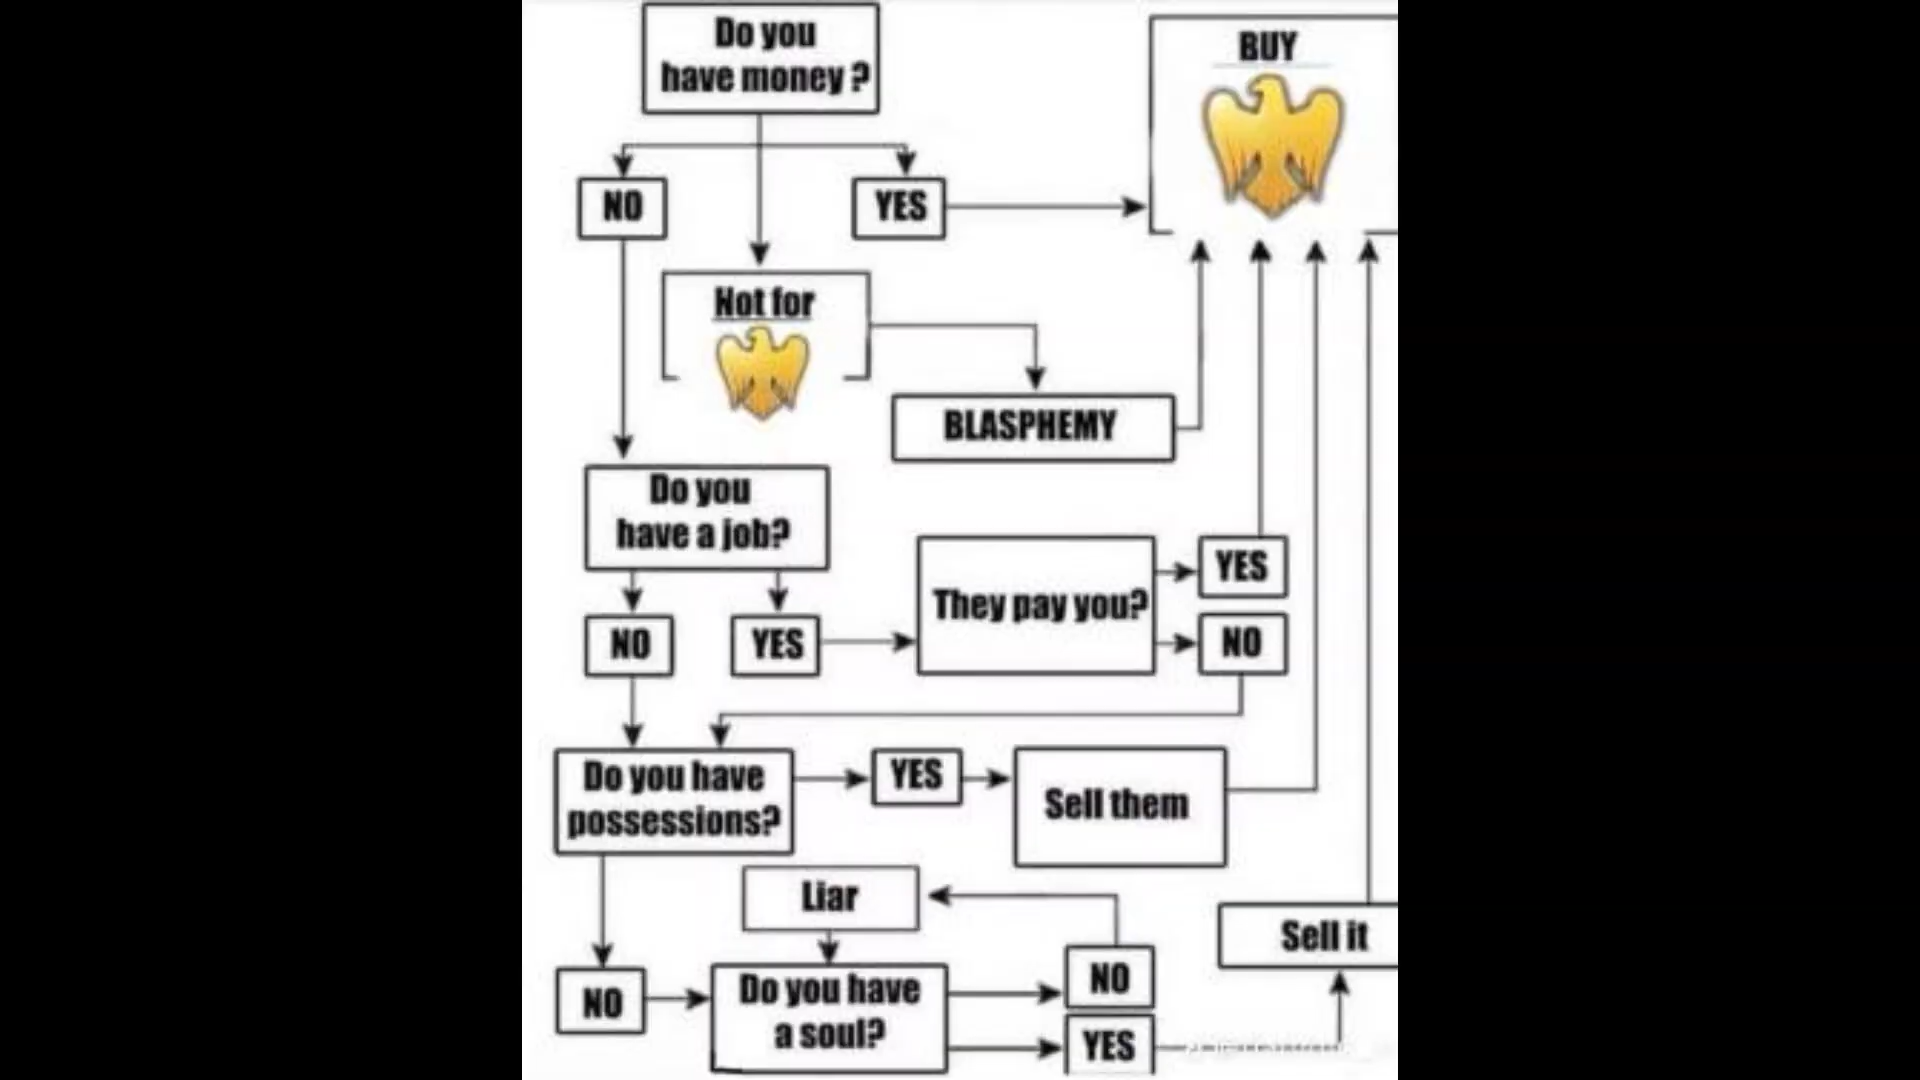 Do you
have money ?
BUY
NO
YES
Not for
BLASPHEMY
Do you
have a job?
They pay you?
YES
NO
NO
YES
Do you have
possessions?
YES
Sell them
Liar
Sell it
NO
Do you have
a soul?
NO
YES